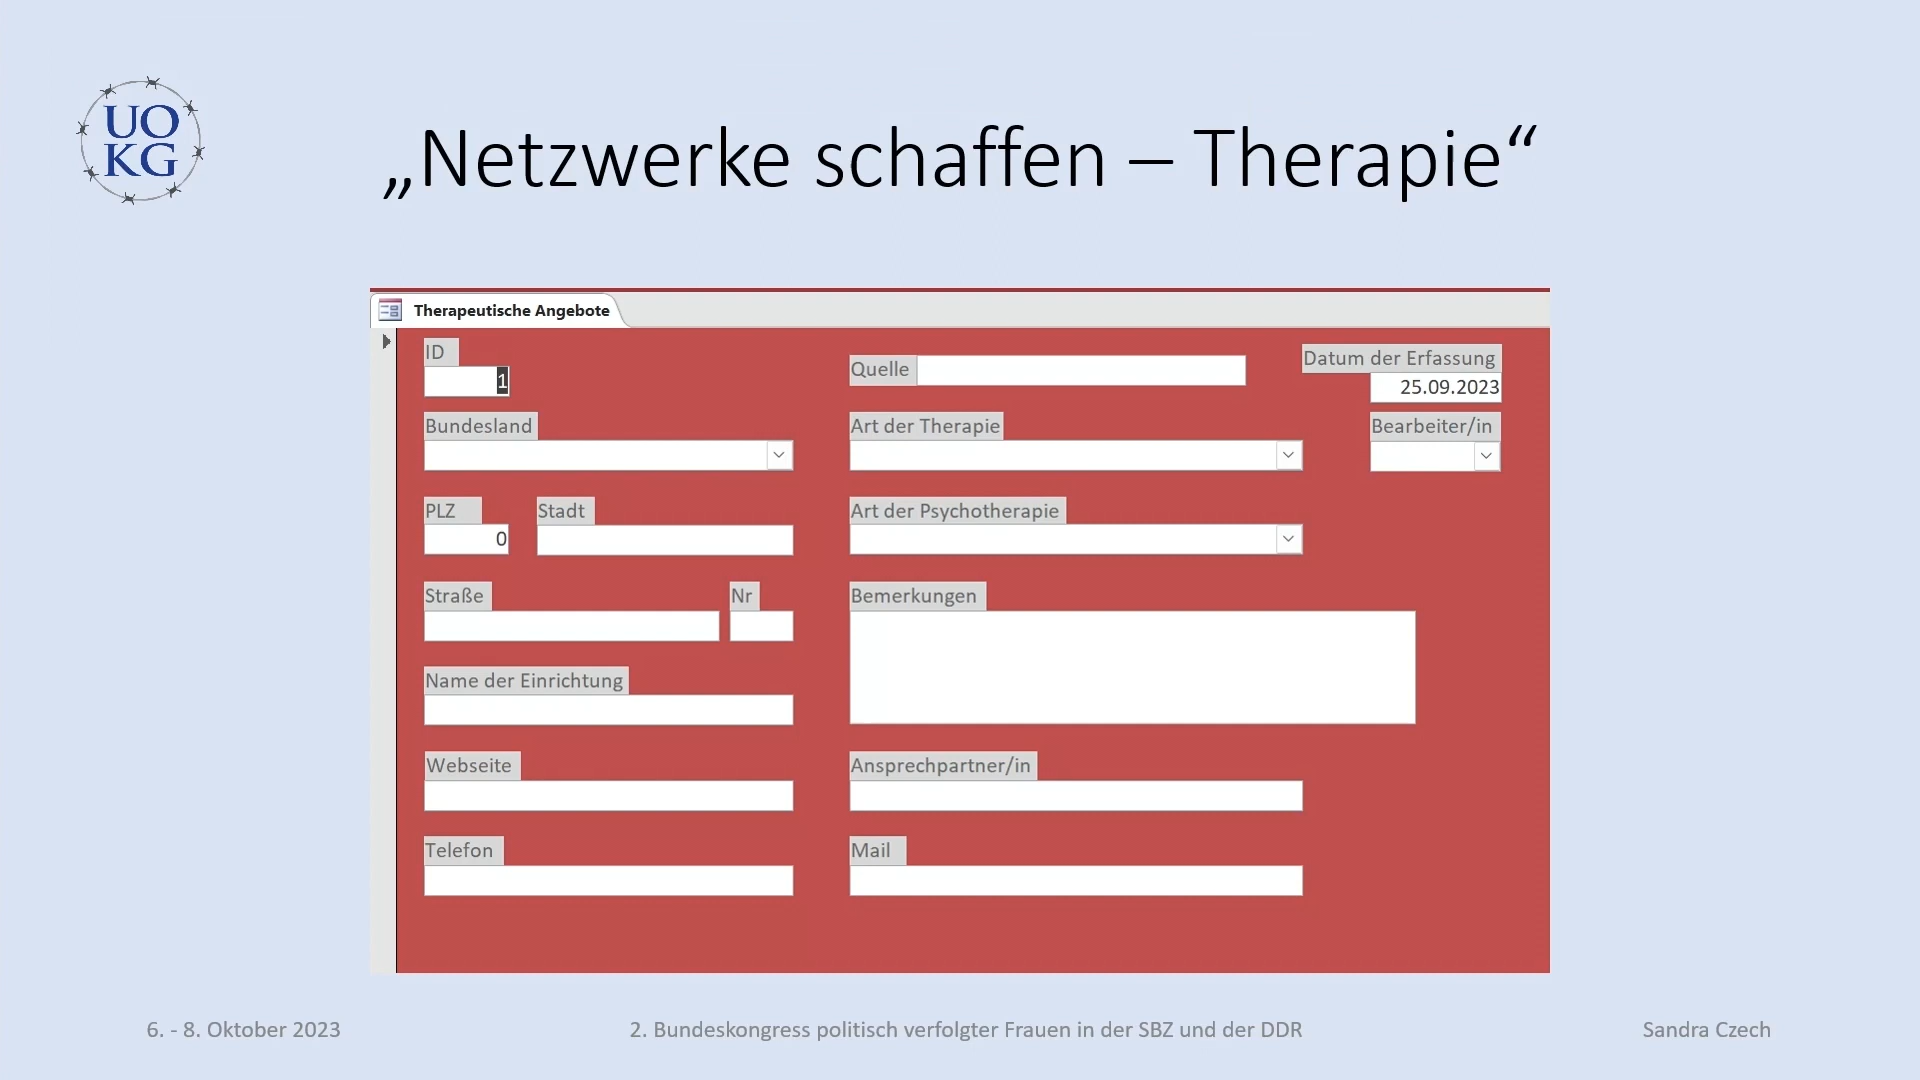 UO
KG
„Netzwerke schaffen – Therapie“
Therapeutische Angebote
ID
1
Quelle
Datum der Erfassung
25.09.2023
Bundesland
Art der Therapie
Bearbeiter/in
PLZ
0
Stadt
Art der Psychotherapie
Straße
Nr
Bemerkungen
Name der Einrichtung
Webseite
Ansprechpartner/in
Telefon
Mail
6. - 8. Oktober 2023
2. Bundeskongress politisch verfolgter Frauen in der SBZ und der DDR
Sandra Czech